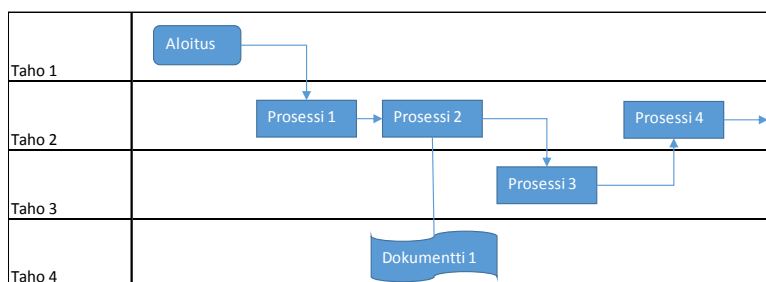 Aloitus
Taho 1
Prosessi 1
Prosessi 2
Prosessi 4
Taho 2
Prosessi 3
Taho 3
Dokumentti 1
Taho 4